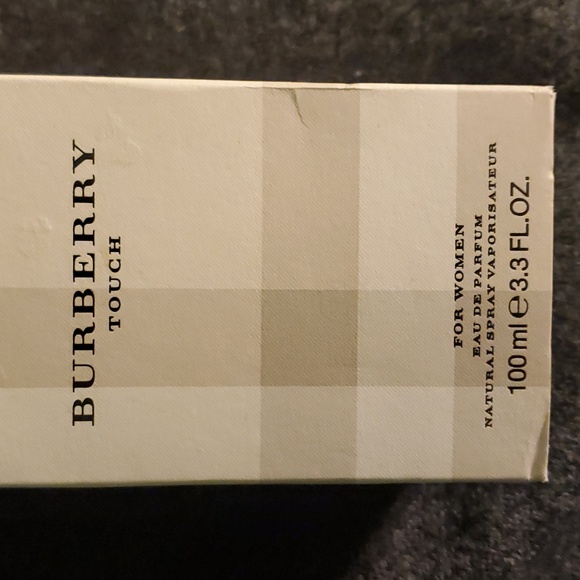 BURBERRY
TOUCH
FOR WOMEN
EAU DE PARFUM
NATURAL SPRAY VAPORISATEUR
100 ml ℮ 3.3 FL.OZ.